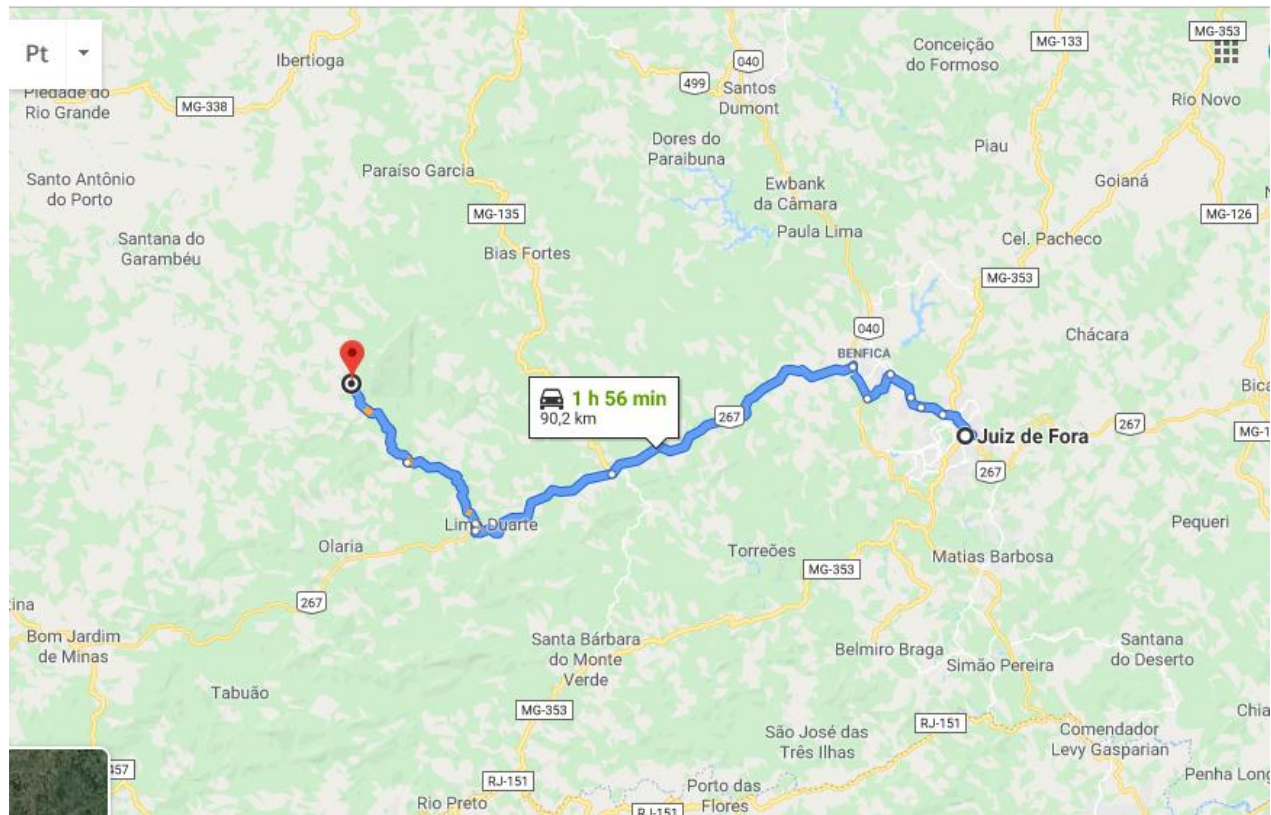 Pt
Ibertioga
Conceição
do Formoso
MG-133
MG-353
040
499
Santos
Dumont
Piedade do
Rio Grande
MG-338
Rio Novo
Dores do
Paraibuna
Piau
Paraíso Garcia
Santo Antônio
do Porto
Ewbank
da Câmara
Goianá
MG-135
MG-126
Paula Lima
Santana do
Garambéu
Bias Fortes
Cel. Pacheco
MG-353
040
Chácara
BENFICA
1 h 56 min
90,2 km
267
267
Juiz de Fora
267
Lim Duarte
Pequeri
Olaria
Torreões
Matias Barbosa
MG-353
267
Bom Jardim
de Minas
Santa Bárbara
do Monte
Verde
Belmiro Braga
Simão Pereira
Santana
do Deserto
Tabuão
MG-353
RJ-151
São José das
Três Ilhas
Comendador
Levy Gasparian
457
RJ-151
Porto das
Flores
Rio Preto
RJ-151
Penha Long